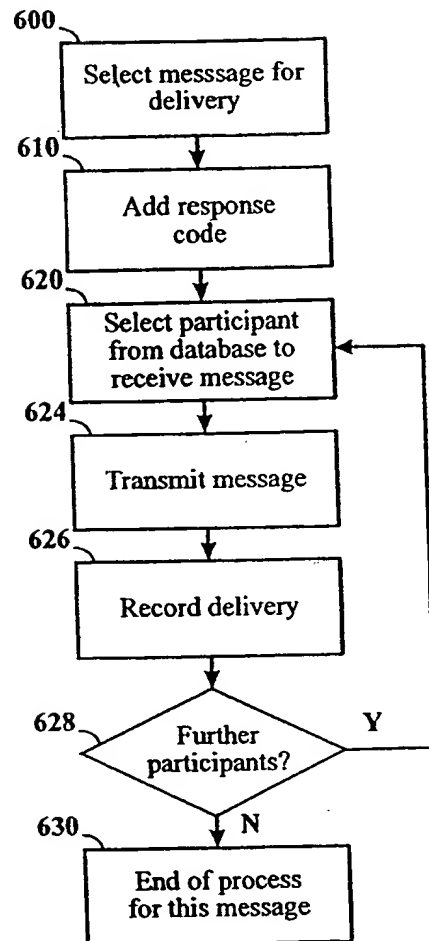 600
Select messsage for
delivery
610
Add response
code
620
Select participant
from database to
receive message
624
Transmit message
626
Record delivery
628
Further
participants?
Y
N
630
End of process
for this message